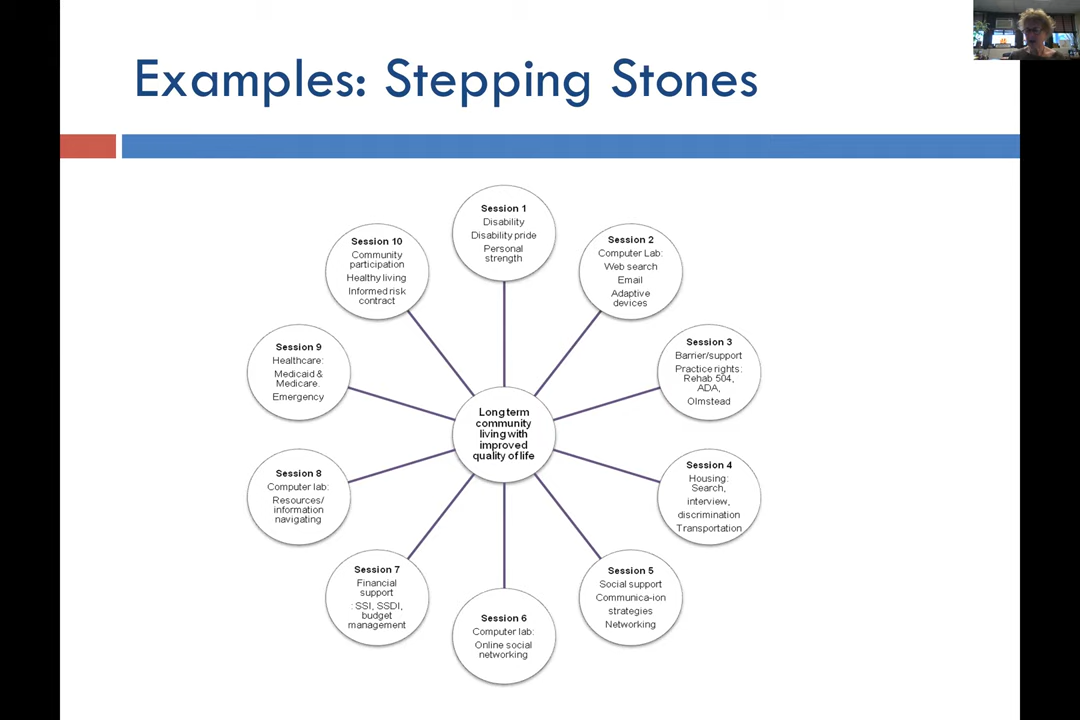 Examples: Stepping Stones
Session 1
Disability
Disability pride
Personal
strength
Session 2
Computer Lab:
Web search
Email
Adaptive
devices
Session 3
Barrier/support
Practice rights:
Rehab 504,
ADA,
Olmstead
Session 4
Housing:
Search,
interview,
discrimination
Transportation
Session 5
Social support
Communica-ion
strategies
Networking
Session 6
Computer lab:
Online social
networking
Session 7
Financial
support
: SSI, SSDI,
budget
management
Session 8
Computer lab:
Resources/
information
navigating
Session 9
Healthcare:
Medicaid &
Medicare.
Emergency
Session 10
Community
participation
Healthy living
Informed risk
contract
Long term
community
living with
improved
quality of life